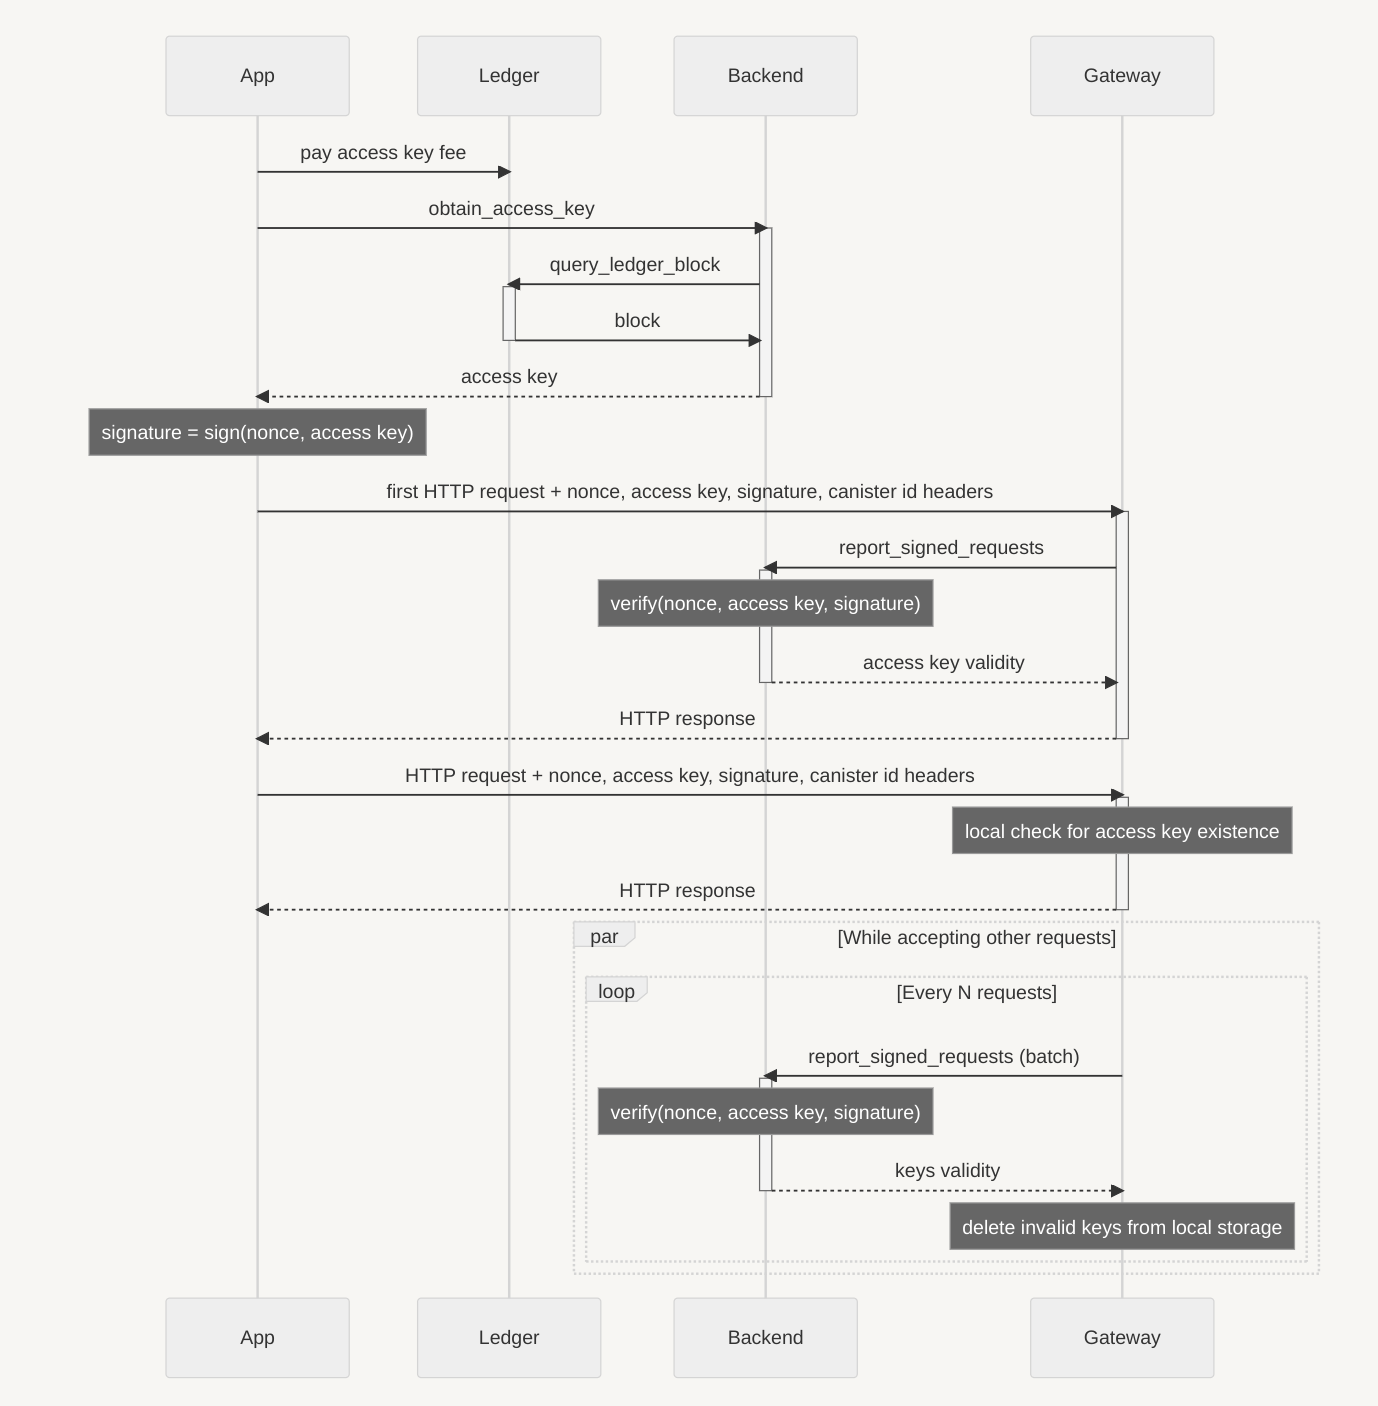 App
Ledger
Backend
Gateway
pay access key fee
obtain_access_key
query_ledger_block
block
access key
signature = sign(nonce, access key)
first HTTP request + nonce, access key, signature, canister id headers
report_signed_requests
verify(nonce, access key, signature)
access key validity
HTTP response
HTTP request + nonce, access key, signature, canister id headers
local check for access key existence
HTTP response
par
[While accepting other requests]
loop
[Every N requests]
report_signed_requests (batch)
verify(nonce, access key, signature)
keys validity
delete invalid keys from local storage
App
Ledger
Backend
Gateway